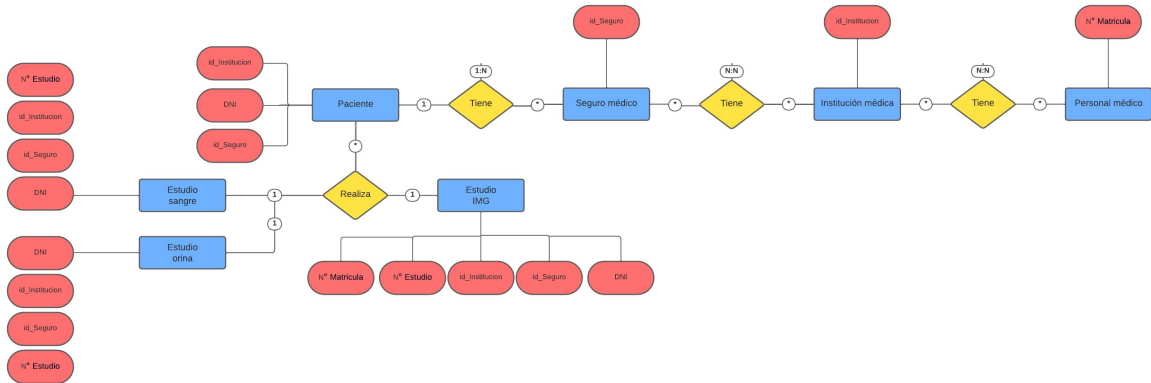 id_Seguro
id_Institucion
N° Matricula
id_Institucion
1:N
N:N
N:N
N° Estudio
DNI
Paciente
1
Tiene
*
Seguro médico
*
Tiene
*
Institución médica
*
Tiene
*
Personal médico
id_Institucion
id_Seguro
*
id_Seguro
DNI
Estudio
sangre
1
Realiza
1
Estudio
IMG
1
DNI
Estudio
orina
N° Matricula
N° Estudio
id_Institucion
id_Seguro
DNI
id_Institucion
id_Seguro
N° Estudio